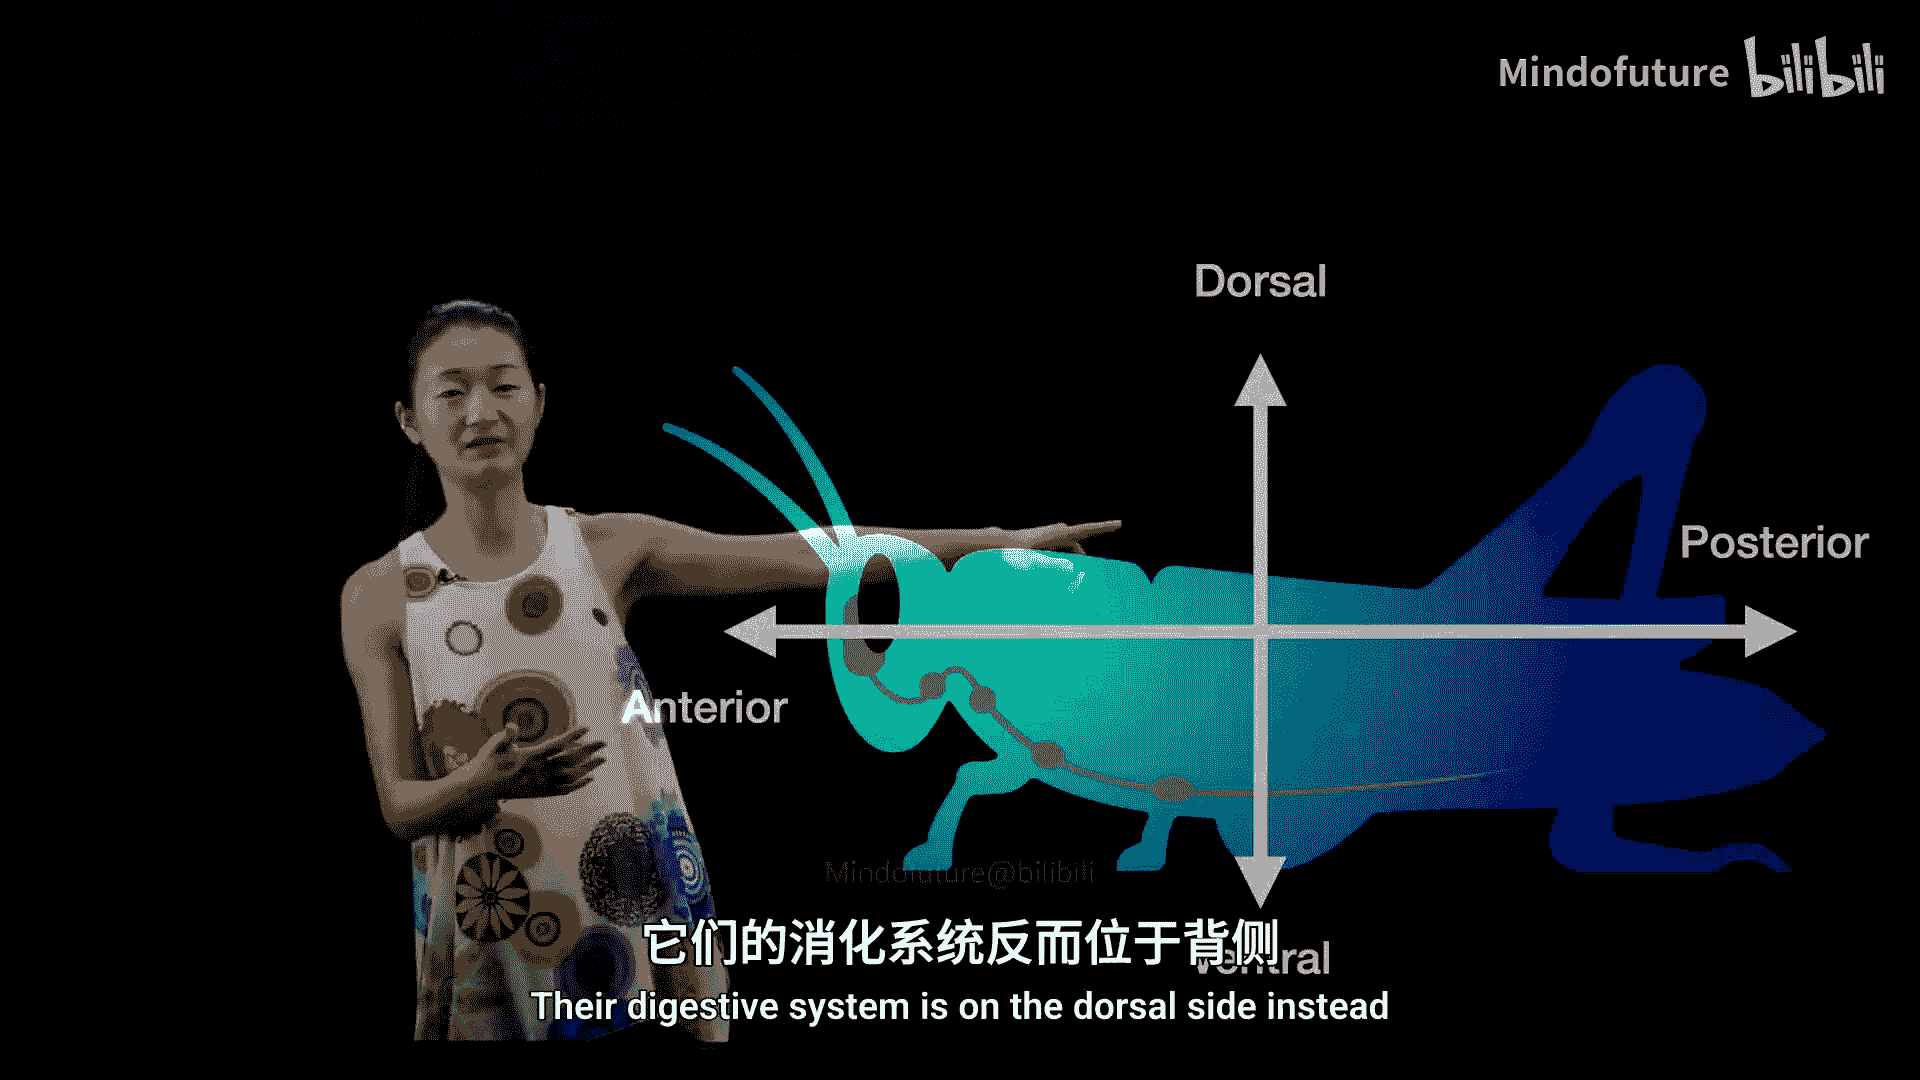 Mindofuture bilibili
Dorsal
Posterior
Anterior
Mindofuture@bilibili
它们的消化系统反而位于背侧
Ventral
Their digestive system is on the dorsal side instead